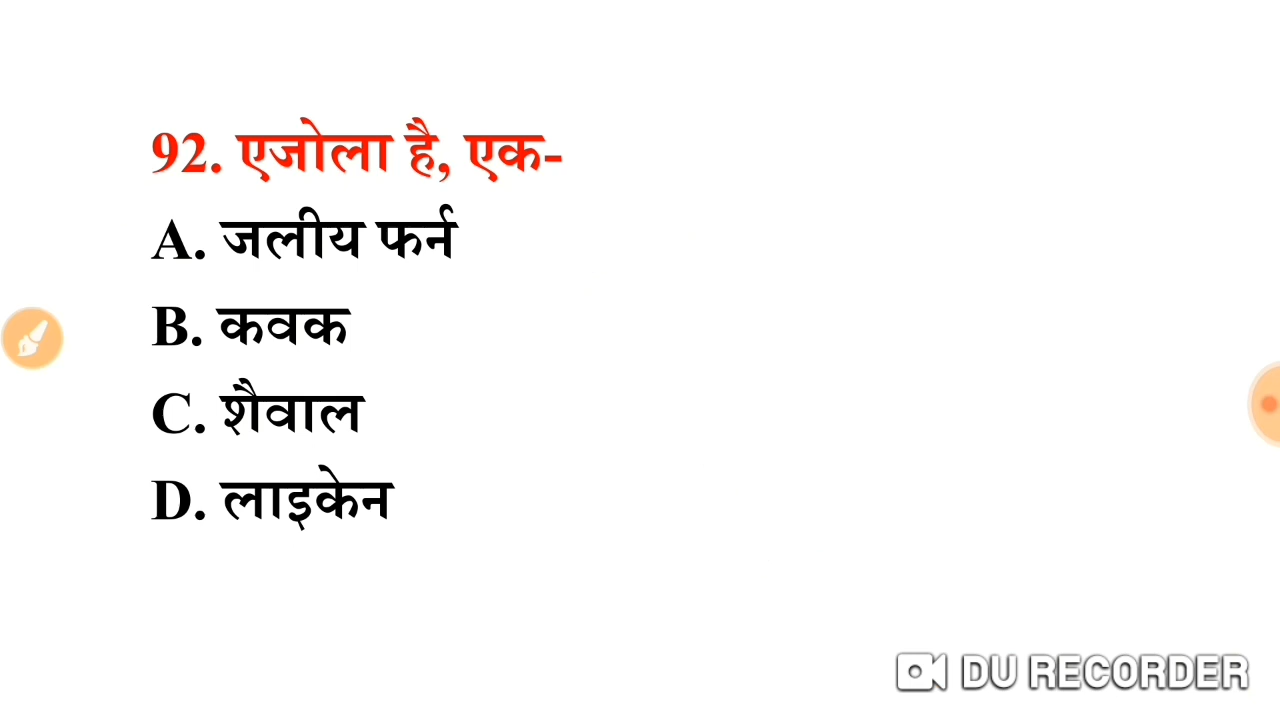 92. एजोला है, एक-
A. जलीय फर्न
B. कवक
C. शैवाल
D. लाइकेन
DU RECORDER